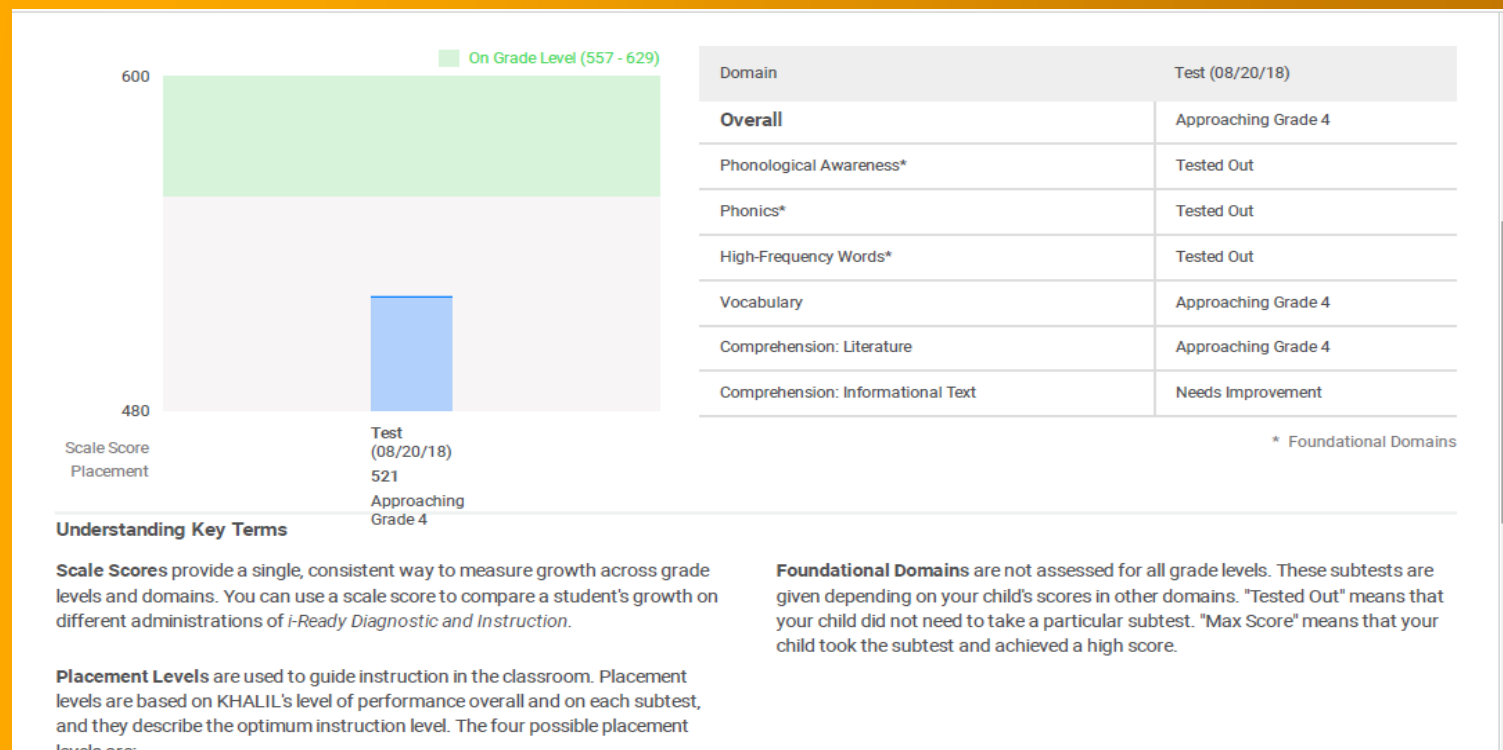 On Grade Level (557 - 629)
600
480
Scale Score
Placement
Test
(08/20/18)
521
Approaching
Grade 4
Domain Test (08/20/18)
Overall Approaching Grade 4
Phonological Awareness* Tested Out
Phonics* Tested Out
High-Frequency Words* Tested Out
Vocabulary Approaching Grade 4
Comprehension: Literature Approaching Grade 4
Comprehension: Informational Text Needs Improvement
* Foundational Domains
Understanding Key Terms
Scale Scores provide a single, consistent way to measure growth across grade
levels and domains. You can use a scale score to compare a student's growth on
different administrations of i-Ready Diagnostic and Instruction.
Placement Levels are used to guide instruction in the classroom. Placement
levels are based on KHALIL's level of performance overall and on each subtest,
and they describe the optimum instruction level. The four possible placement
levels are:
Foundational Domains are not assessed for all grade levels. These subtests are
given depending on your child's scores in other domains. "Tested Out" means that
your child did not need to take a particular subtest. "Max Score" means that your
child took the subtest and achieved a high score.